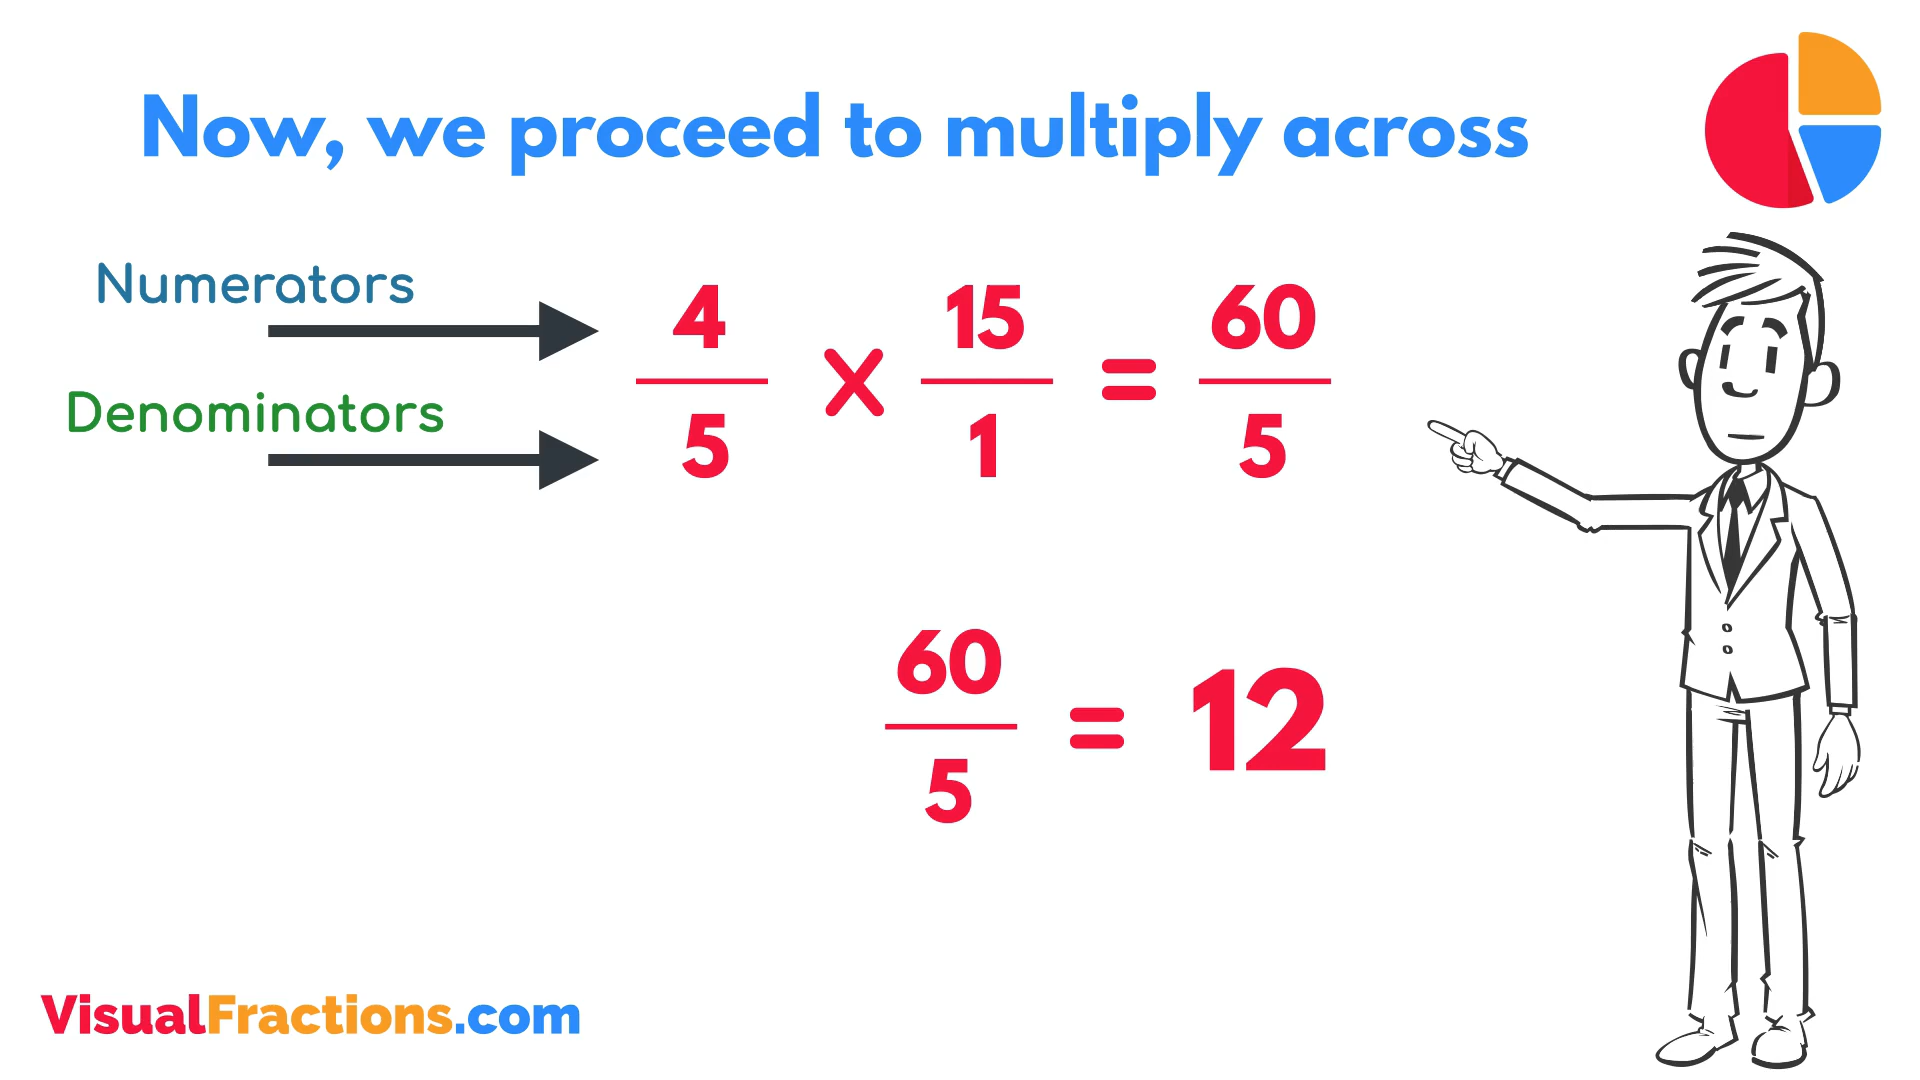 Now, we proceed to multiply across
Numerators
Denominators
4/5 x 15/1 = 60/5
60/5 = 12
VisualFractions.com